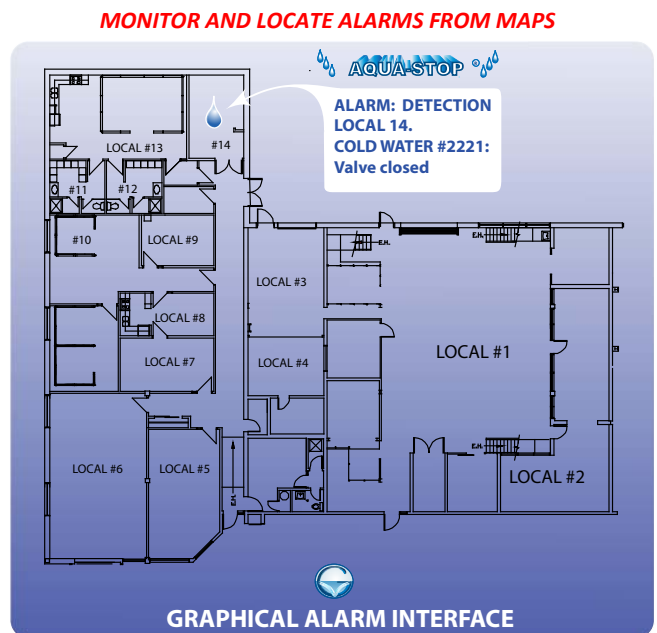 MONITOR AND LOCATE ALARMS FROM MAPS
AQUA-STOP
ALARM: DETECTION
LOCAL 14.
COLD WATER #2221:
Valve closed
LOCAL #13
#14
#11
#12
#10
LOCAL #9
E.H.
E.H.
LOCAL #3
LOCAL #8
LOCAL #1
LOCAL #7
LOCAL #4
E.H.
LOCAL #6
LOCAL #5
LOCAL #2
E.H.
GRAPHICAL ALARM INTERFACE